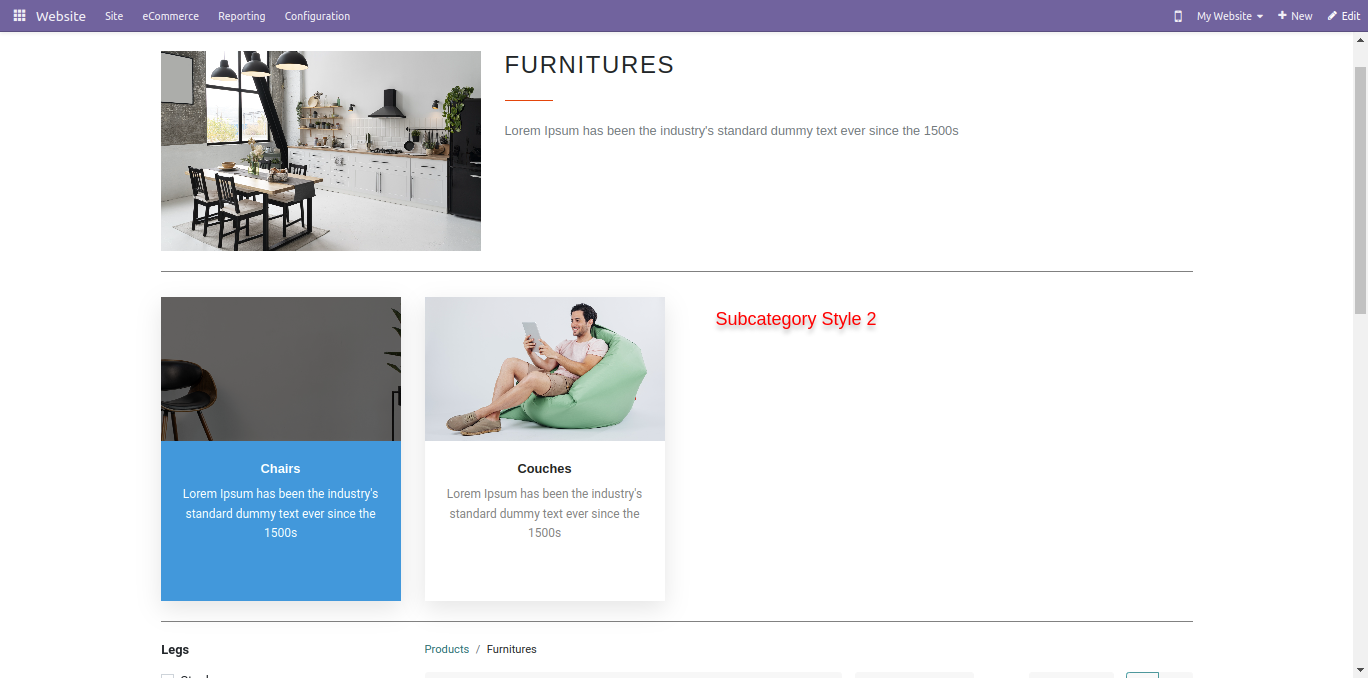 Website Site eCommerce Reporting Configuration My Website New Edit
FURNITURES
Lorem Ipsum has been the industry's standard dummy text ever since the 1500s
Subcategory Style 2
Chairs
Lorem Ipsum has been the industry's
standard dummy text ever since the
1500s
Couches
Lorem Ipsum has been the industry's
standard dummy text ever since the
1500s
Legs
Products / Furnitures